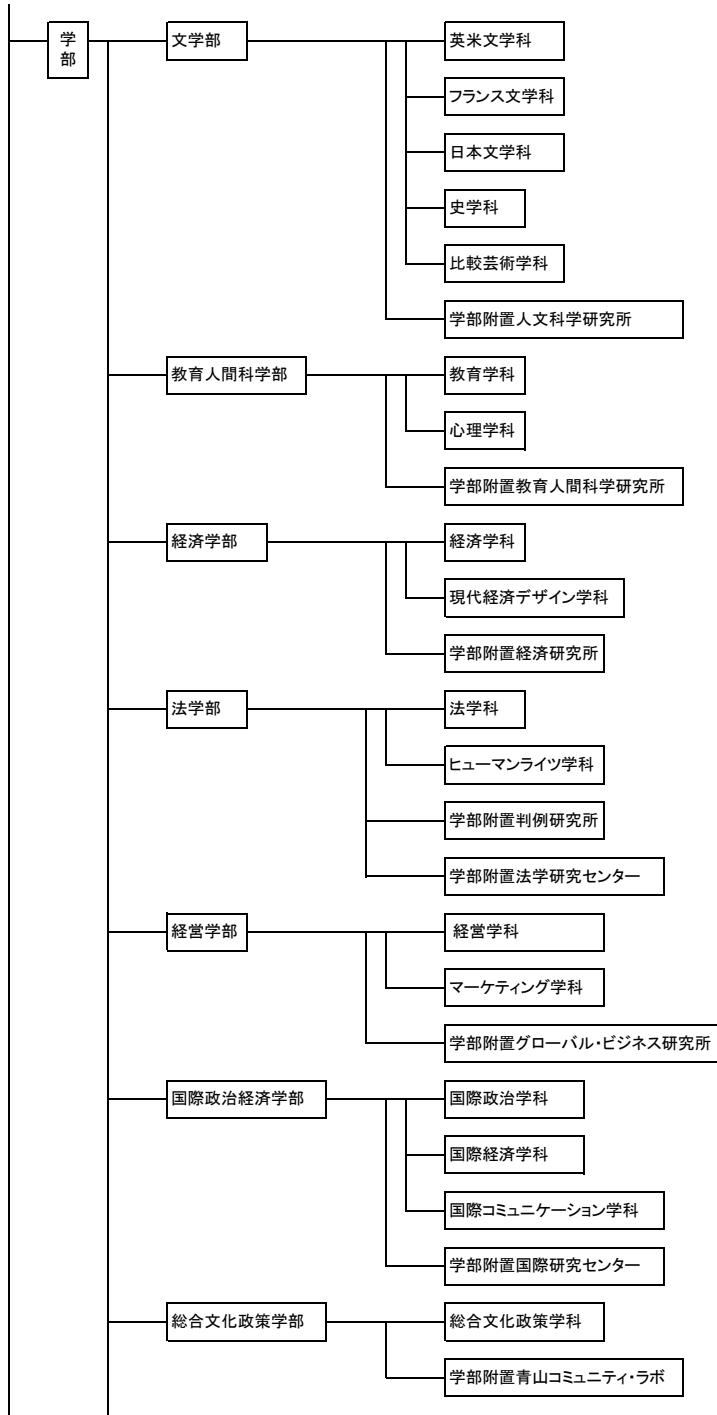 学部
文学部
英米文学科
フランス文学科
日本文学科
史学科
比較芸術学科
学部附置人文科学研究所
教育人間科学部
教育学科
心理学科
学部附置教育人間科学研究所
経済学部
経済学科
現代経済デザイン学科
学部附置経済研究所
法学部
法学科
ヒューマンライツ学科
学部附置判例研究所
学部附置法学研究センター
経営学部
経営学科
マーケティング学科
学部附置グローバル・ビジネス研究所
国際政治経済学部
国際政治学科
国際経済学科
国際コミュニケーション学科
学部附置国際研究センター
総合文化政策学部
総合文化政策学科
学部附置青山コミュニティ・ラボ